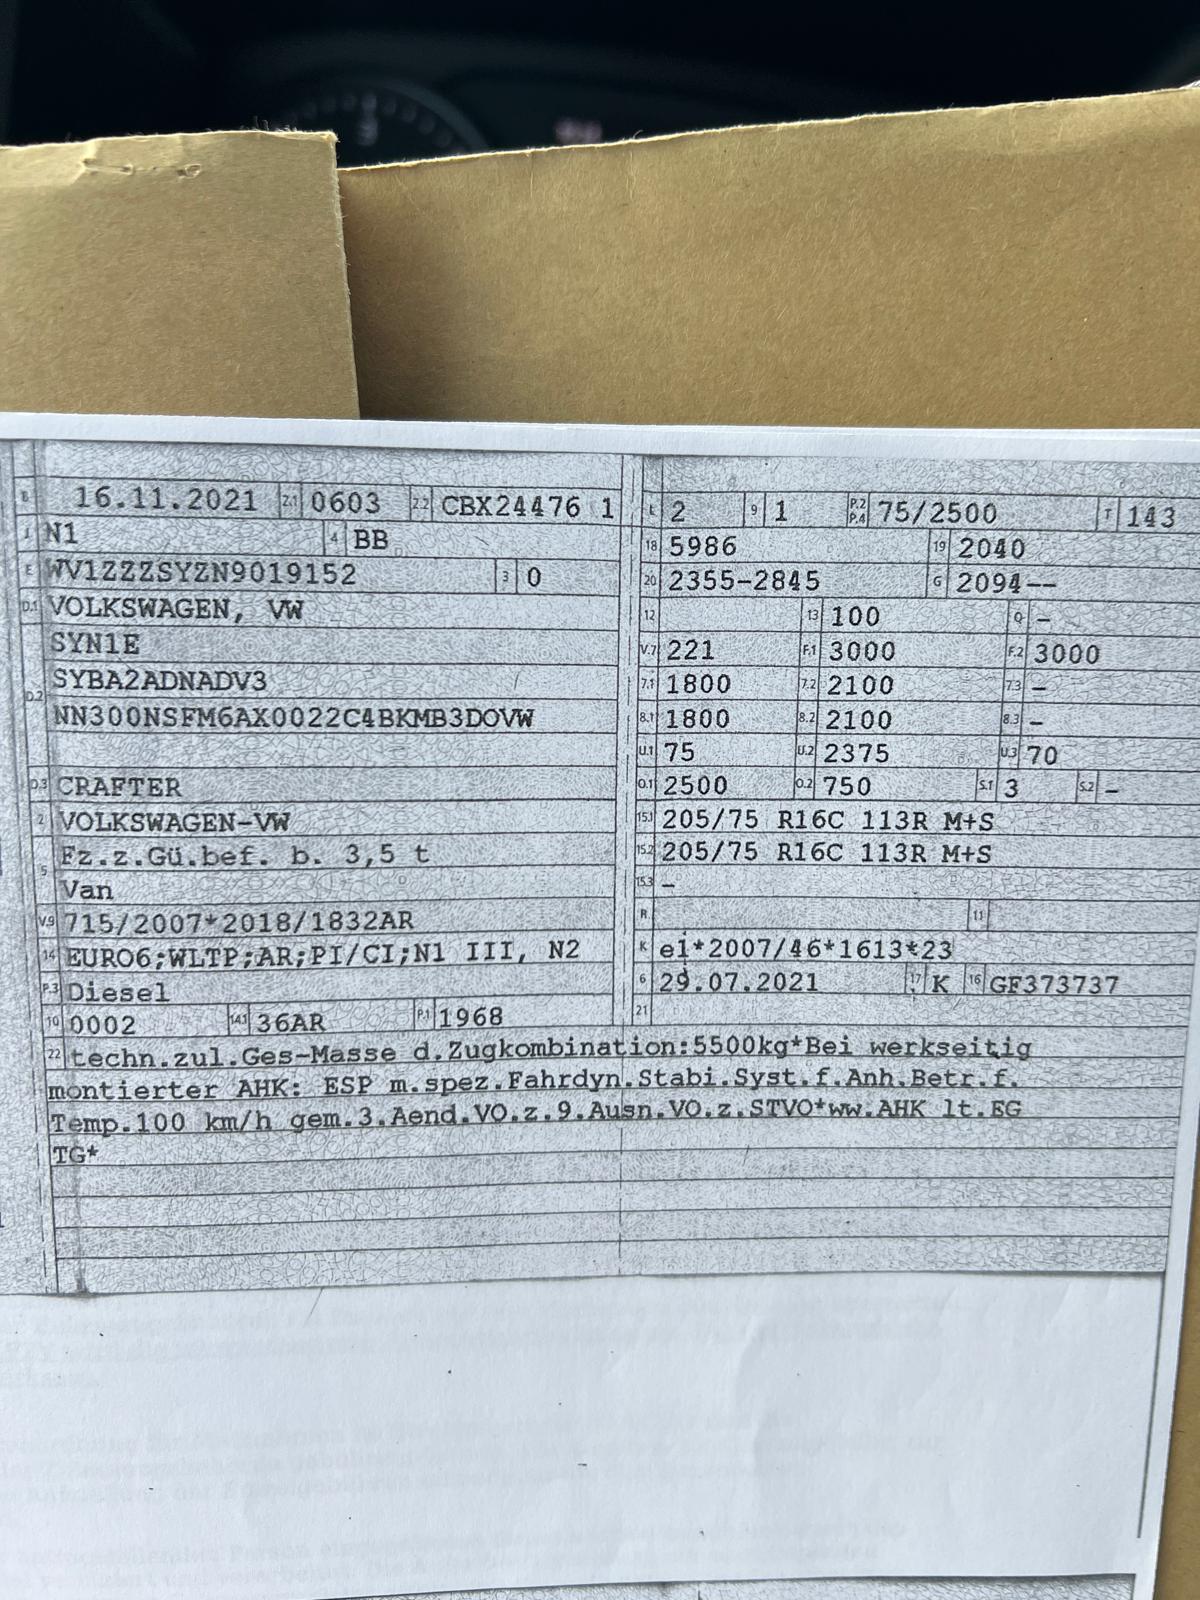 B 16.11.2021 2.1 0603 2.2 CBX24476 1
J N1 4 BB
E WV1ZZZSYZN9019152 3 0
D.1 VOLKSWAGEN, VW
SYN1E
D.2 SYBA2ADNADV3
NN300NSFM6AX0022C4BKMB3DOVW
D.3 CRAFTER
2 VOLKSWAGEN-VW
5 Fz.z.Gü.bef. b. 3,5 t
Van
V.9 715/2007*2018/1832AR
14 EURO6;WLTP;AR;PI/CI;N1 III, N2
P.3 Diesel
10 0002 14.1 36AR P.1 1968
L 2 9 1 P.2 P.4 75/2500 T 143
18 5986 19 2040
20 2355-2845 G 2094--
12 13 100 Q -
V.7 221 F.1 3000 F.2 3000
7.1 1800 7.2 2100 7.3 -
8.1 1800 8.2 2100 8.3 -
U.1 75 U.2 2375 U.3 70
O.1 2500 O.2 750 S.1 3 S.2 -
15.1 205/75 R16C 113R M+S
15.2 205/75 R16C 113R M+S
15.3 -
R 11
K e1*2007/46*1613*23
6 29.07.2021 17 K 16 GF373737
21
22 techn.zul.Ges-Masse d.Zugkombination:5500kg*Bei werkseitig
montierter AHK: ESP m.spez.Fahrdyn.Stabi.Syst.f.Anh.Betr.f.
Temp.100 km/h gem.3.Aend.VO.z.9.Ausn.VO.z.STVO*ww.AHK lt.EG
TG*